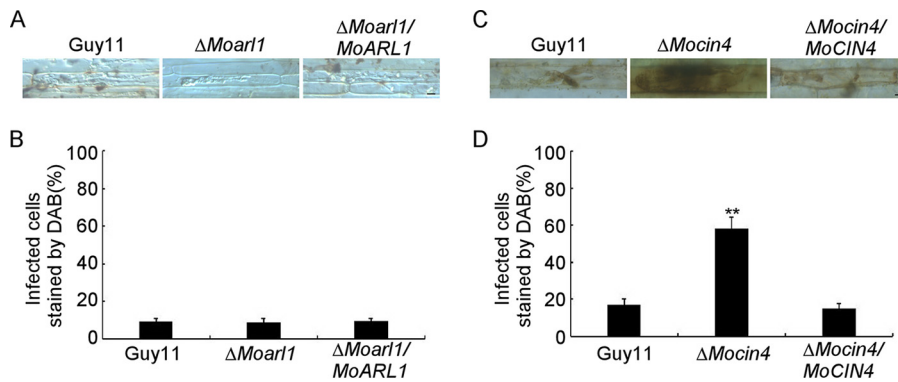 A
Guy11
ΔMoarl1
ΔMoarl1/
MoARL1
C
Guy11
ΔMocin4
ΔMocin4/
MoCIN4
B
Infected cells
stained by DAB(%)
100
80
60
40
20
0
Guy11
ΔMoarl1
ΔMoarl1/
MoARL1
D
Infected cells
stained by DAB(%)
100
80
60
40
20
0
**
Guy11
ΔMocin4
ΔMocin4/
MoCIN4